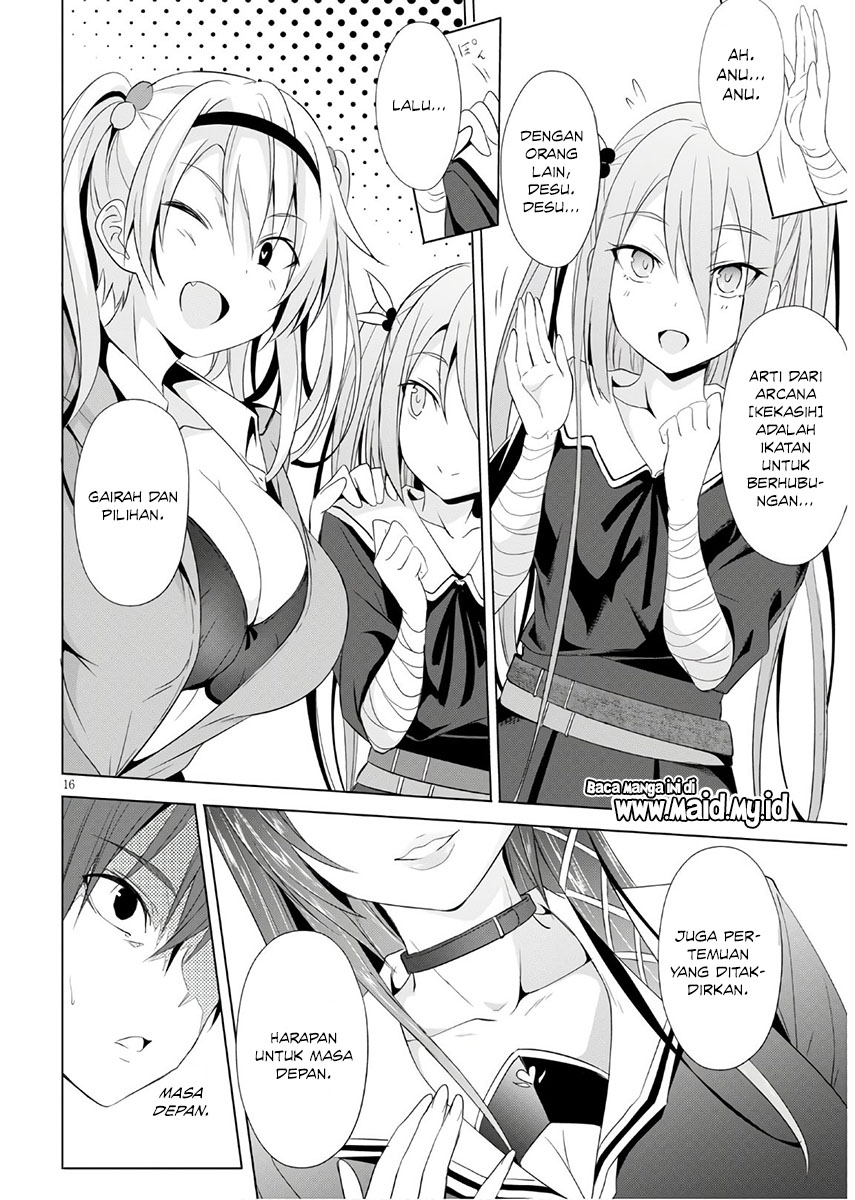 AH.
ANU...
ANU.
DENGAN
ORANG
LAIN,
DESU.
DESU...
ARTI DARI
ARCANA
[KEKASIH]
ADALAH
IKATAN
UNTUK
BERHUBU-
NGAN...
ぽん
LALU...
GAIRAH DAN
PILIHAN.
16
Baca Manga ini di
www.Maid.My.id
JUGA PER-
TEMUAN
YANG DITAK-
DIRKAN.
HARAPAN
UNTUK MASA
DEPAN.
MASA
DEPAN.